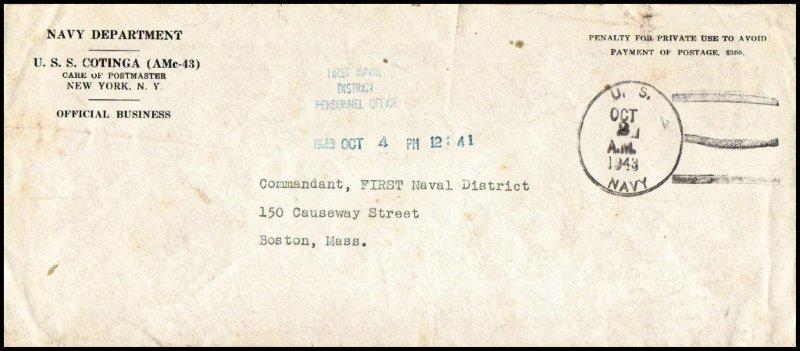 NAVY DEPARTMENT
U. S. S. COTINGA (AMc-43)
CARE OF POSTMASTER
NEW YORK, N. Y.
OFFICIAL BUSINESS
PENALTY FOR PRIVATE USE TO AVOID
PAYMENT OF POSTAGE, $300.
FIRST NAVAL
DISTRICT
PERSONNEL OFFICE
1943 OCT 4 PM 12:41
U. S.
OCT
2
A.M.
1943
NAVY
Commandant, FIRST Naval District
150 Causeway Street
Boston, Mass.